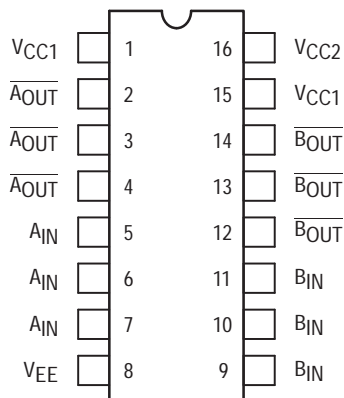 VCC1 1 16 VCC2
AOUT 2 15 VCC1
AOUT 3 14 BOUT
AOUT 4 13 BOUT
AIN 5 12 BOUT
AIN 6 11 BIN
AIN 7 10 BIN
VEE 8 9 BIN